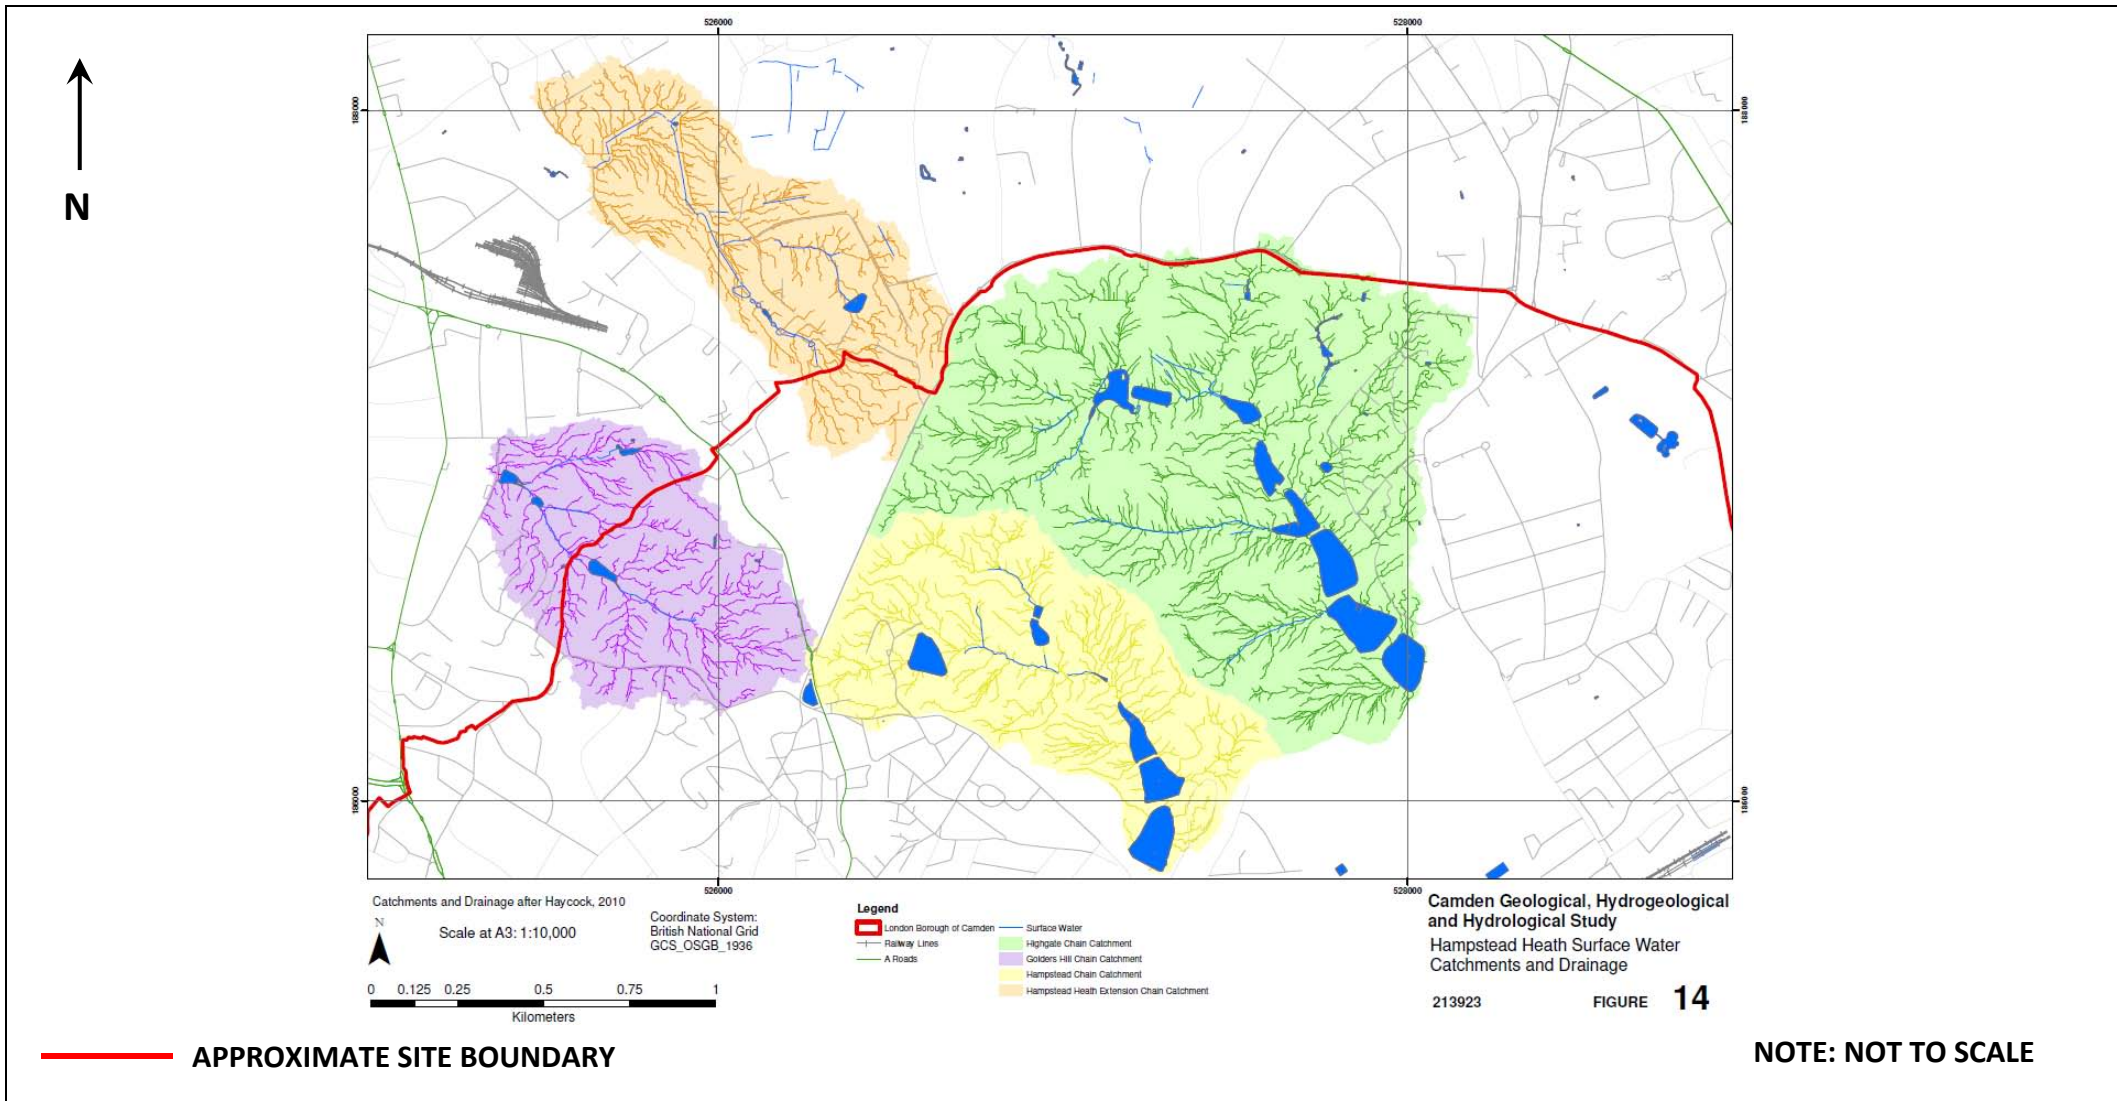 526000
528000
N
188000
188000
186000
186000
526000
528000
Catchments and Drainage after Haycock, 2010
N
Scale at A3: 1:10,000
Coordinate System:
British National Grid
GCS_OSGB_1936
0 0.125 0.25 0.5 0.75 1
Kilometers
Legend
London Borough of Camden
Railway Lines
A Roads
Surface Water
Highgate Chain Catchment
Golders Hill Chain Catchment
Hampstead Chain Catchment
Hampstead Heath Extension Chain Catchment
Camden Geological, Hydrogeological
and Hydrological Study
Hampstead Heath Surface Water
Catchments and Drainage
213923 FIGURE 14
APPROXIMATE SITE BOUNDARY
NOTE: NOT TO SCALE